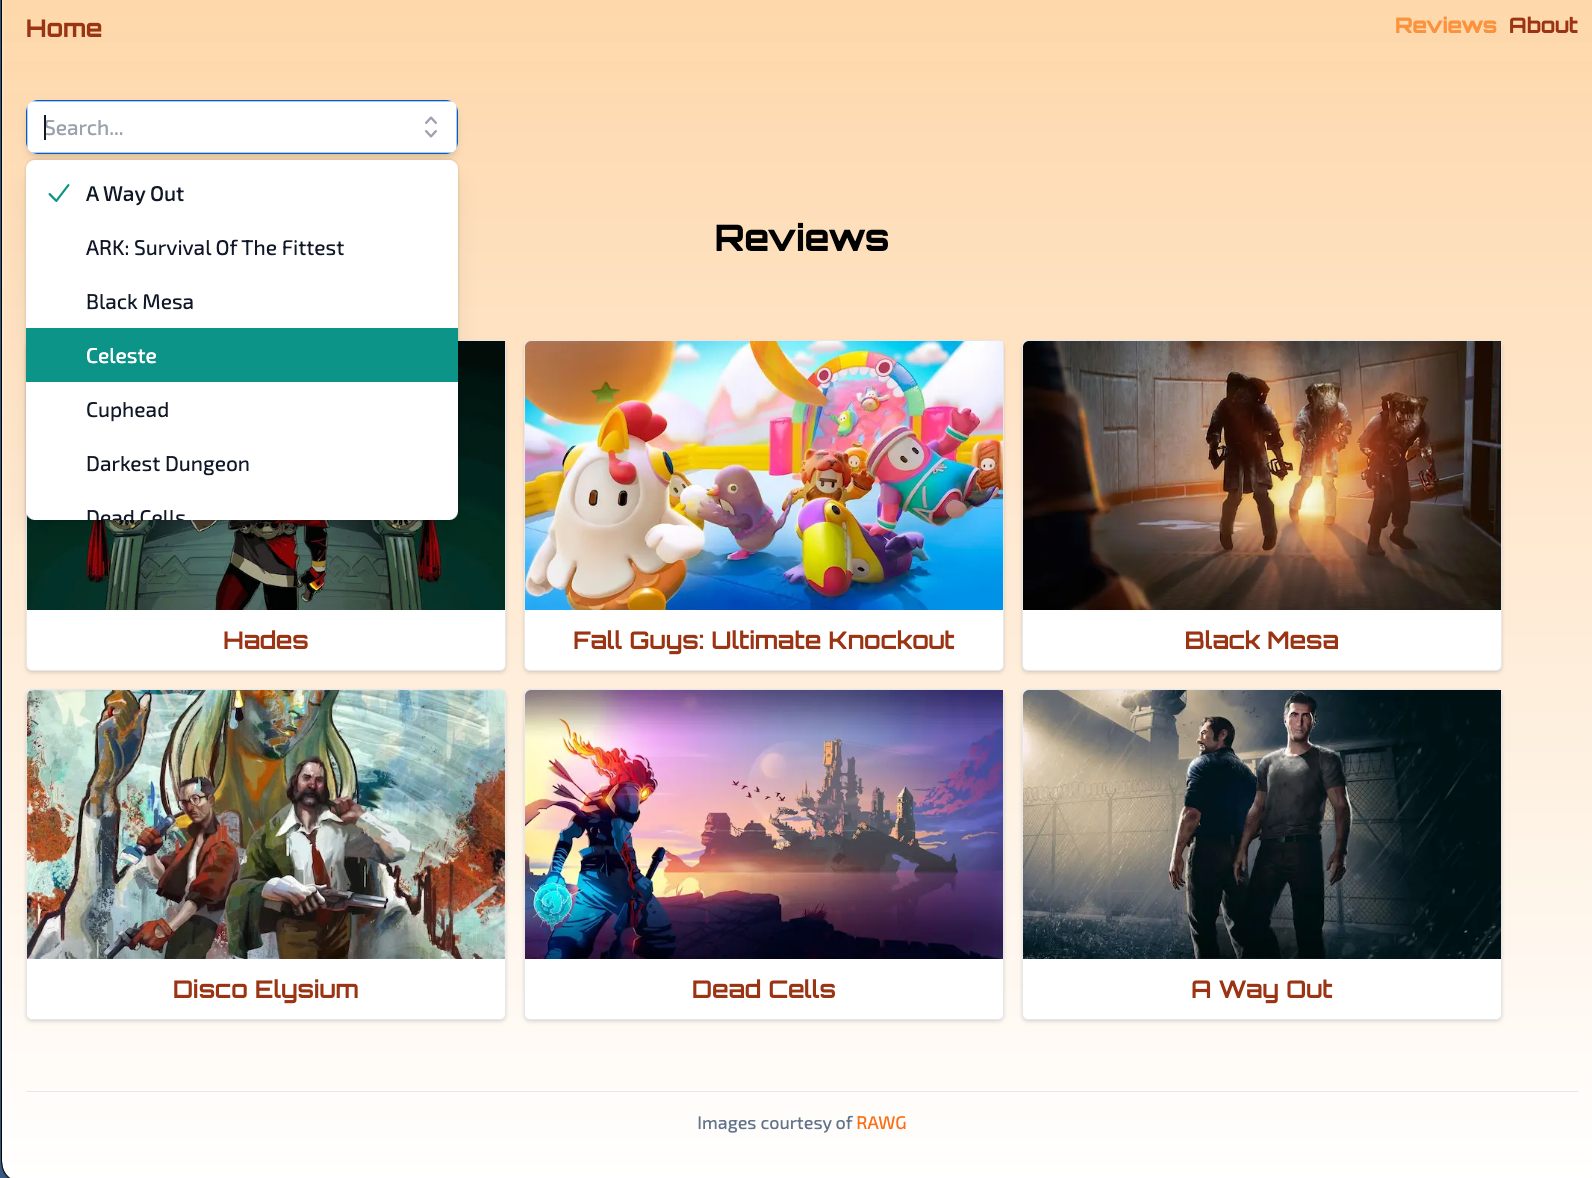 Home
Reviews About
Search...
A Way Out
ARK: Survival Of The Fittest
Black Mesa
Celeste
Cuphead
Darkest Dungeon
Dead Cells
Reviews
Hades
Fall Guys: Ultimate Knockout
Black Mesa
Disco Elysium
Dead Cells
A Way Out
Images courtesy of RAWG